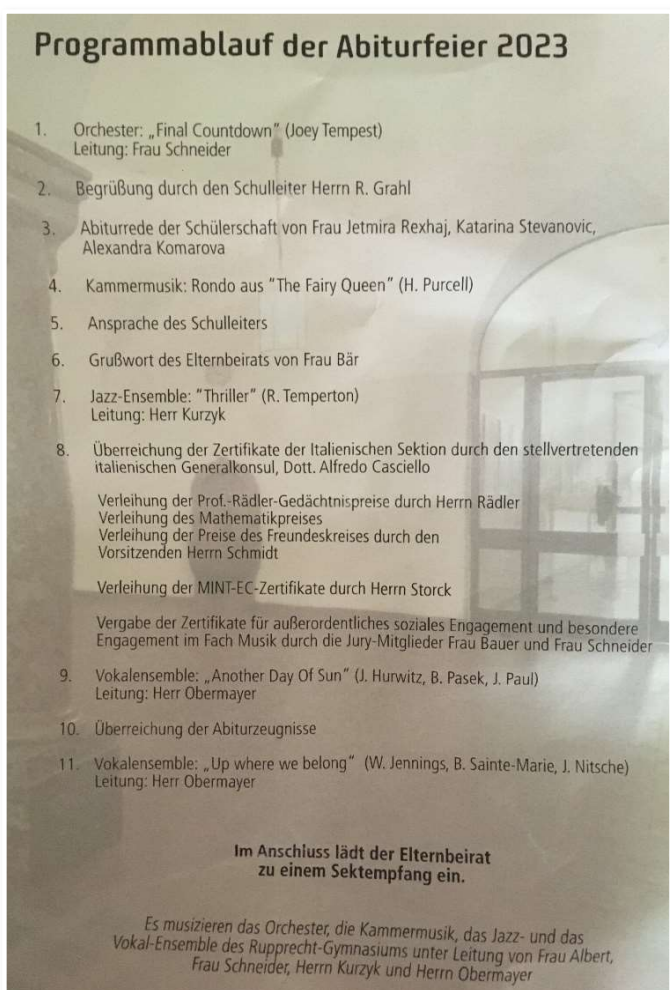 Programmablauf der Abiturfeier 2023
1. Orchester: „Final Countdown" (Joey Tempest)
Leitung: Frau Schneider
2. Begrüßung durch den Schulleiter Herrn R. Grahl
3. Abiturrede der Schülerschaft von Frau Jetmira Rexhaj, Katarina Stevanovic,
Alexandra Komarova
4. Kammermusik: Rondo aus "The Fairy Queen" (H. Purcell)
5. Ansprache des Schulleiters
6. Grußwort des Elternbeirats von Frau Bär
7. Jazz-Ensemble: "Thriller" (R. Temperton)
Leitung: Herr Kurzyk
8. Überreichung der Zertifikate der Italienischen Sektion durch den stellvertretenden
italienischen Generalkonsul, Dott. Alfredo Casciello
Verleihung der Prof.-Rädler-Gedächtnispreise durch Herrn Rädler
Verleihung des Mathematikpreises
Verleihung der Preise des Freundeskreises durch den
Vorsitzenden Herrn Schmidt
Verleihung der MINT-EC-Zertifikate durch Herrn Storck
Vergabe der Zertifikate für außerordentliches soziales Engagement und besondere
Engagement im Fach Musik durch die Jury-Mitglieder Frau Bauer und Frau Schneider
9. Vokalensemble: „Another Day Of Sun" (J. Hurwitz, B. Pasek, J. Paul)
Leitung: Herr Obermayer
10. Überreichung der Abiturzeugnisse
11. Vokalensemble: „Up where we belong" (W. Jennings, B. Sainte-Marie, J. Nitsche)
Leitung: Herr Obermayer
Im Anschluss lädt der Elternbeirat
zu einem Sektempfang ein.
Es musizieren das Orchester, die Kammermusik, das Jazz- und das
Vokal-Ensemble des Rupprecht-Gymnasiums unter Leitung von Frau Albert,
Frau Schneider, Herrn Kurzyk und Herrn Obermayer